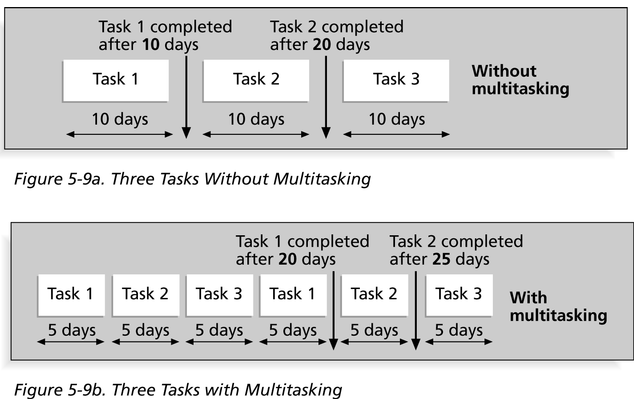 Task 1 completed
after 10 days
Task 2 completed
after 20 days
Task 1
Task 2
Task 3
Without
multitasking
10 days
10 days
10 days
Figure 5-9a. Three Tasks Without Multitasking
Task 1 completed
after 20 days
Task 2 completed
after 25 days
Task 1
Task 2
Task 3
Task 1
Task 2
Task 3
With
multitasking
5 days
5 days
5 days
5 days
5 days
5 days
Figure 5-9b. Three Tasks with Multitasking